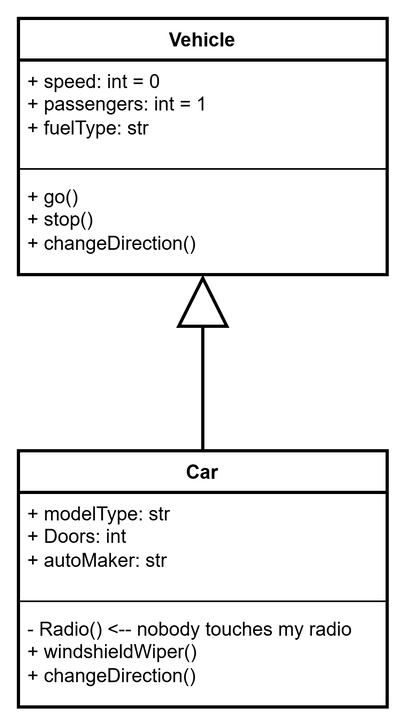 Vehicle
+ speed: int = 0
+ passengers: int = 1
+ fuelType: str
+ go()
+ stop()
+ changeDirection()
Car
+ modelType: str
+ Doors: int
+ autoMaker: str
- Radio() <-- nobody touches my radio
+ windshieldWiper()
+ changeDirection()